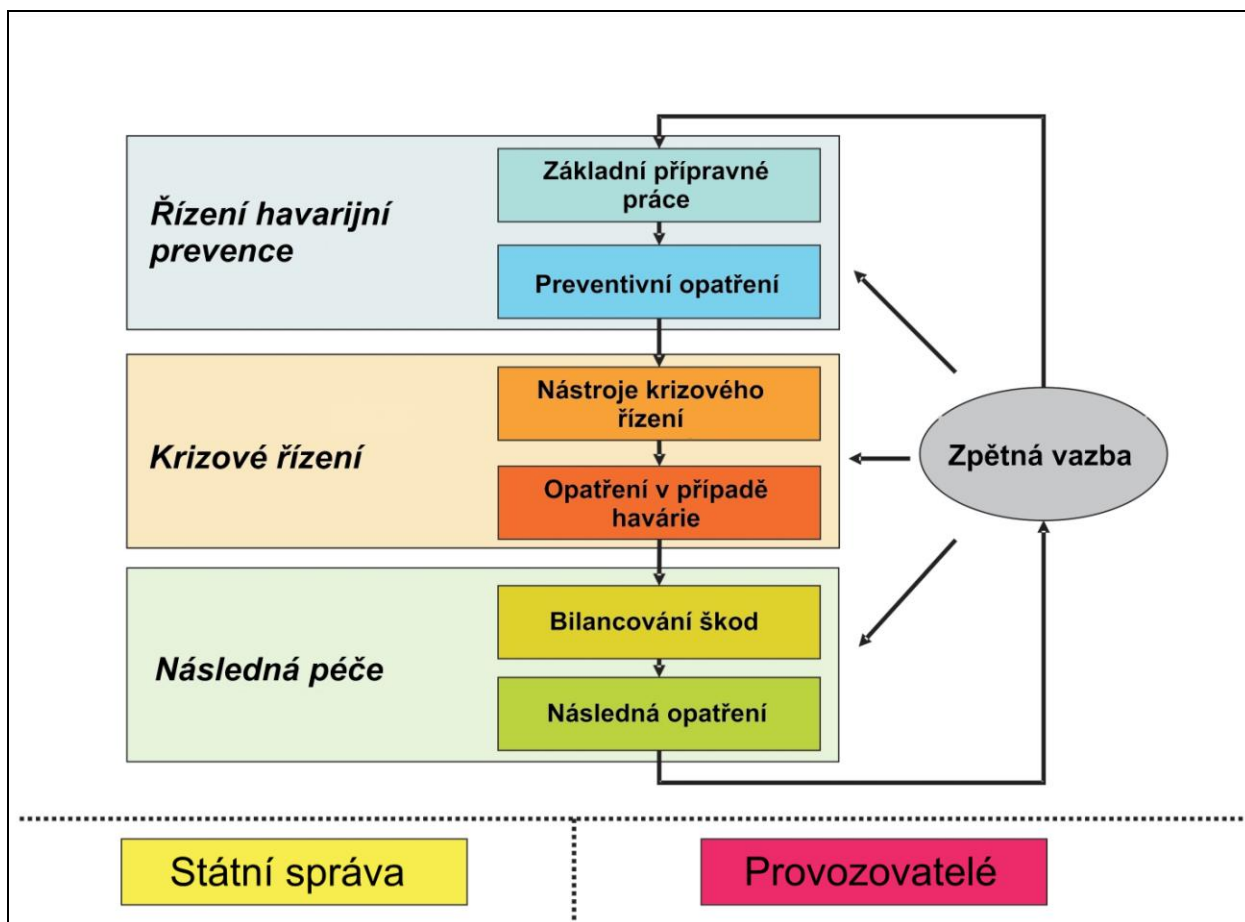 Řízení havarijní
prevence
Základní přípravné
práce
Preventivní opatření
Krizové řízení
Nástroje krizového
řízení
Opatření v případě
havárie
Následná péče
Bilancování škod
Následná opatření
Zpětná vazba
Státní správa
Provozovatelé